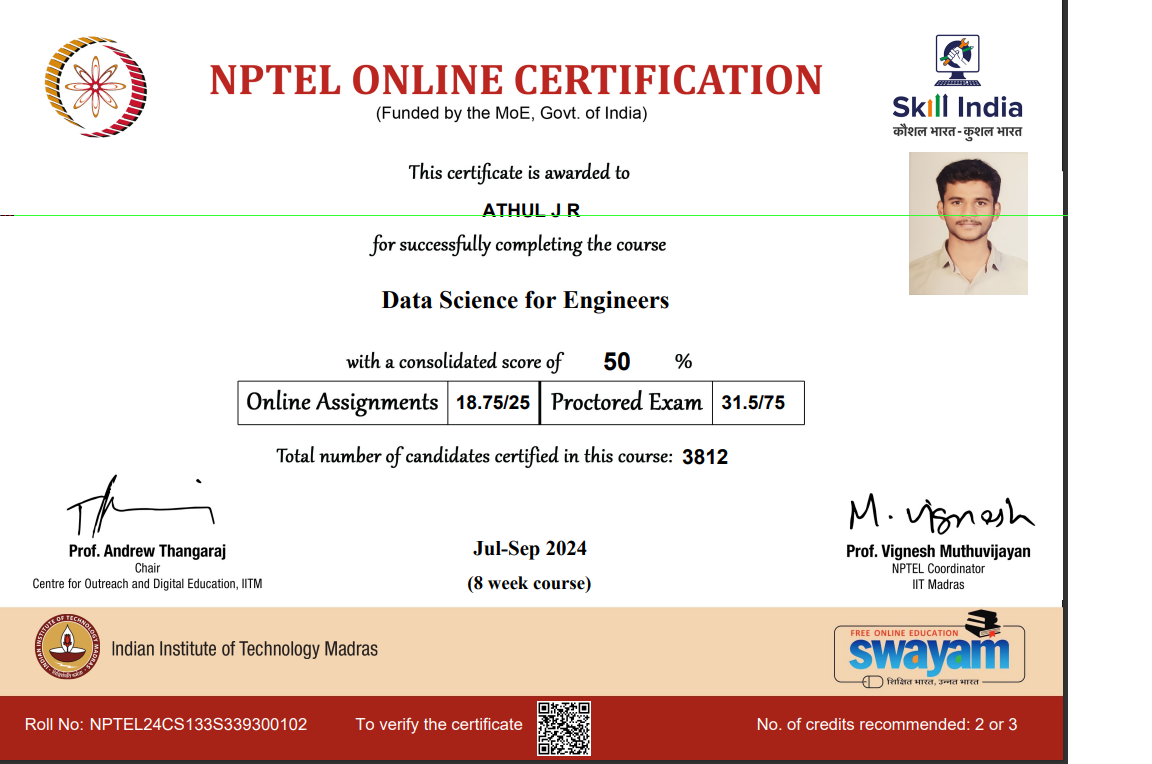 NPTEL ONLINE CERTIFICATION
(Funded by the MoE, Govt. of India)
Skill India
कौशल भारत - कुशल भारत
This certificate is awarded to
ATHUL J R
for successfully completing the course
Data Science for Engineers
with a consolidated score of 50 %
Online Assignments 18.75/25 Proctored Exam 31.5/75
Total number of candidates certified in this course: 3812
M. Vignesh
Prof. Andrew Thangaraj
Chair
Centre for Outreach and Digital Education, IITM
Jul-Sep 2024
(8 week course)
Prof. Vignesh Muthuvijayan
NPTEL Coordinator
IIT Madras
INDIAN INSTITUTE OF TECHNOLOGY MADRAS
Indian Institute of Technology Madras
FREE ONLINE EDUCATION
swayam
शिक्षित भारत, उन्नत भारत
Roll No: NPTEL24CS133S339300102
To verify the certificate
No. of credits recommended: 2 or 3